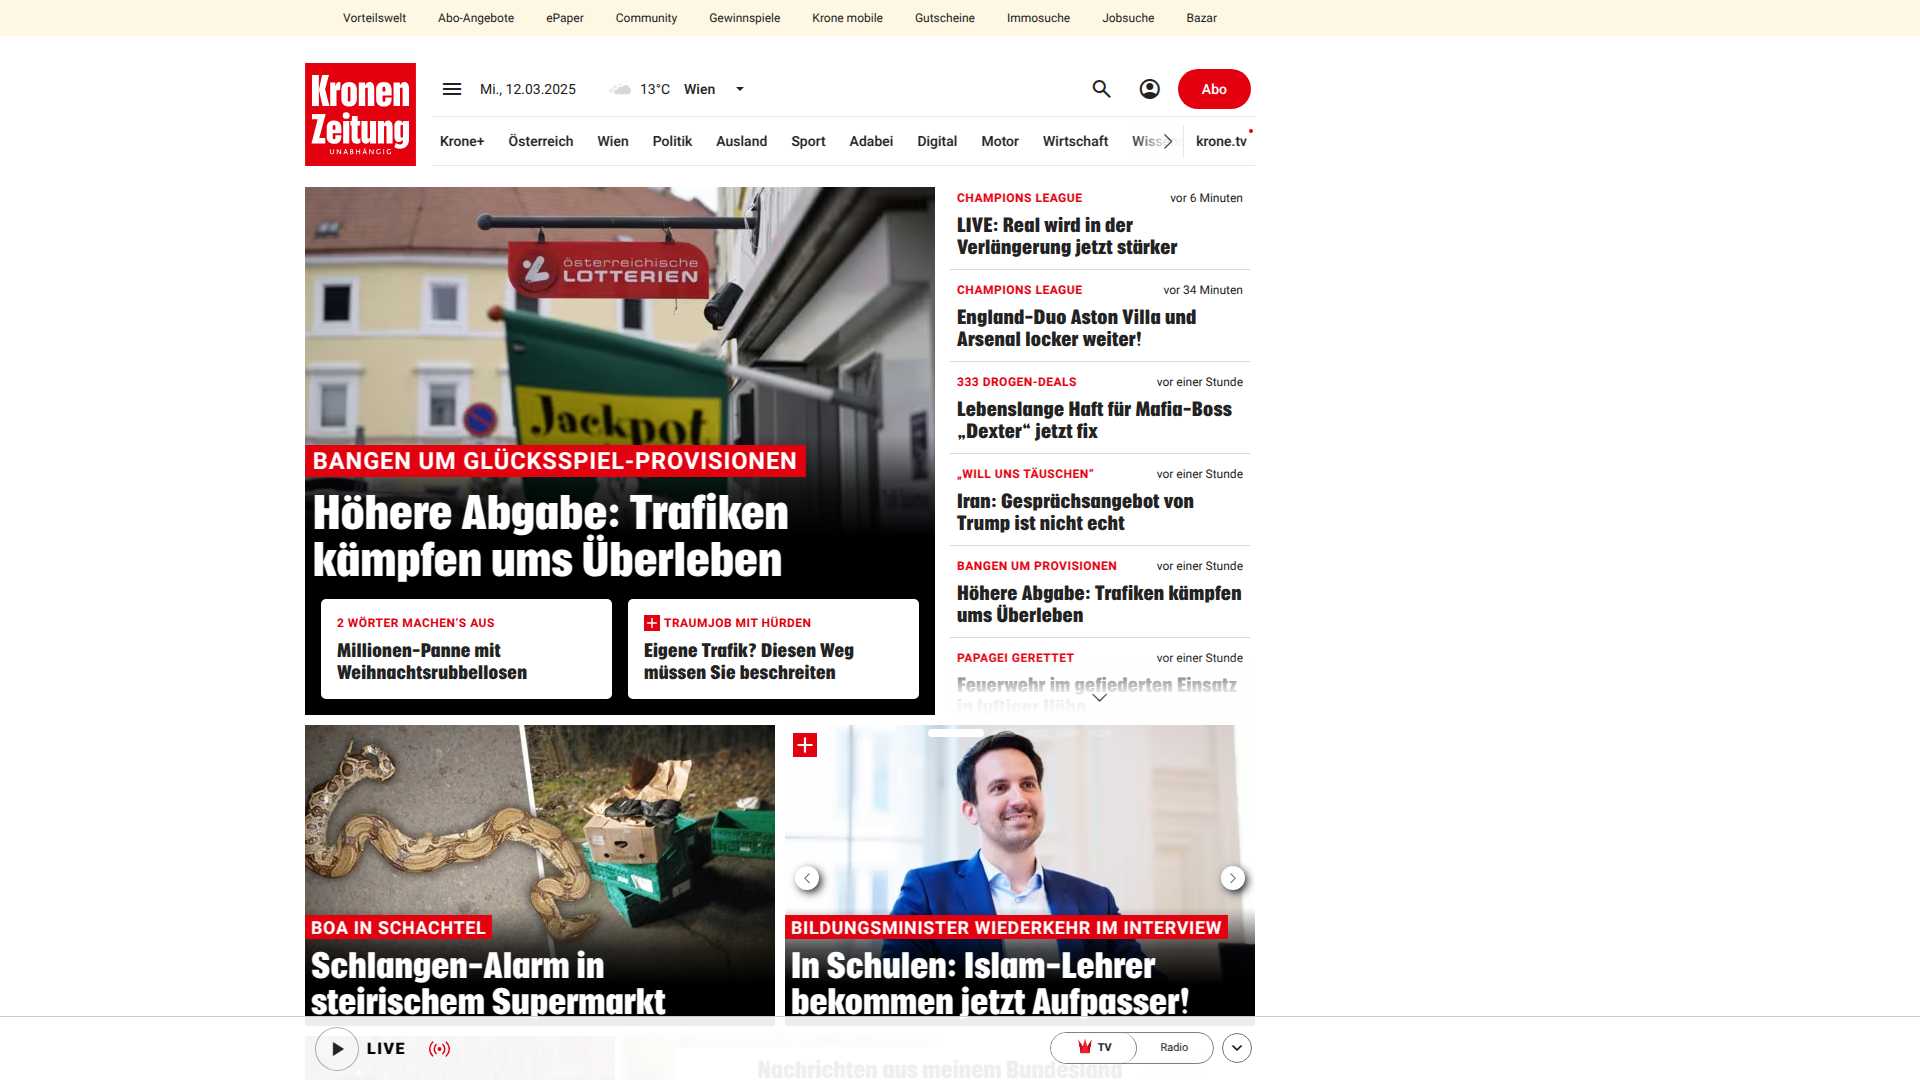 Vorteilswelt Abo-Angebote ePaper Community Gewinnspiele Krone mobile Gutscheine Immosuche Jobsuche Bazar
Kronen
Zeitung
UNABHÄNGIG
Mi., 12.03.2025 13°C Wien
Abo
Krone+ Österreich Wien Politik Ausland Sport Adabei Digital Motor Wirtschaft krone.tv
österreichische
LOTTERIEN
Jackpot
BANGEN UM GLÜCKSSPIEL-PROVISIONEN
Höhere Abgabe: Trafiken
kämpfen ums Überleben
2 WÖRTER MACHEN'S AUS
Millionen-Panne mit
Weihnachtsrubbellosen
TRAUMJOB MIT HÜRDEN
Eigene Trafik? Diesen Weg
müssen Sie beschreiten
CHAMPIONS LEAGUE vor 6 Minuten
LIVE: Real wird in der
Verlängerung jetzt stärker
CHAMPIONS LEAGUE vor 34 Minuten
England-Duo Aston Villa und
Arsenal locker weiter!
333 DROGEN-DEALS vor einer Stunde
Lebenslange Haft für Mafia-Boss
„Dexter“ jetzt fix
„WILL UNS TÄUSCHEN“ vor einer Stunde
Iran: Gesprächsangebot von
Trump ist nicht echt
BANGEN UM PROVISIONEN vor einer Stunde
Höhere Abgabe: Trafiken kämpfen
ums Überleben
PAPAGEI GERETTET vor einer Stunde
Feuerwehr im gefiederten Einsatz
in luftiger Höhe
BOA IN SCHACHTEL
Schlangen-Alarm in
steirischem Supermarkt
BILDUNGSMINISTER WIEDERKEHR IM INTERVIEW
In Schulen: Islam-Lehrer
bekommen jetzt Aufpasser!
LIVE
TV Radio
Nachrichten aus meinem Bundesland